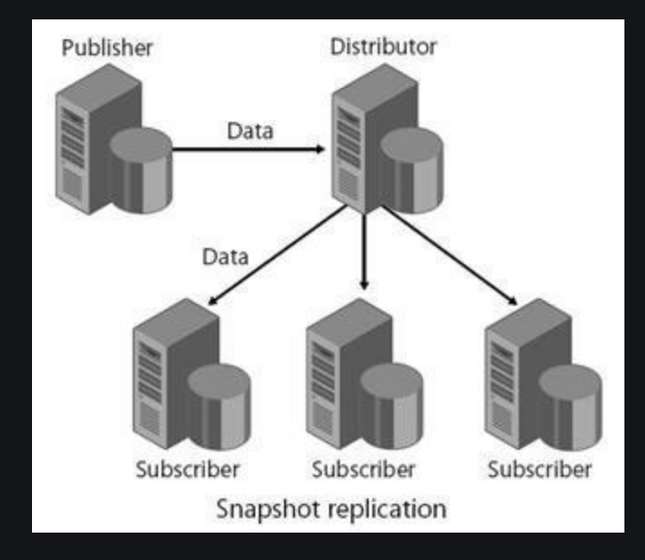 Publisher
Distributor
Data
Data
Subscriber
Subscriber
Subscriber
Snapshot replication